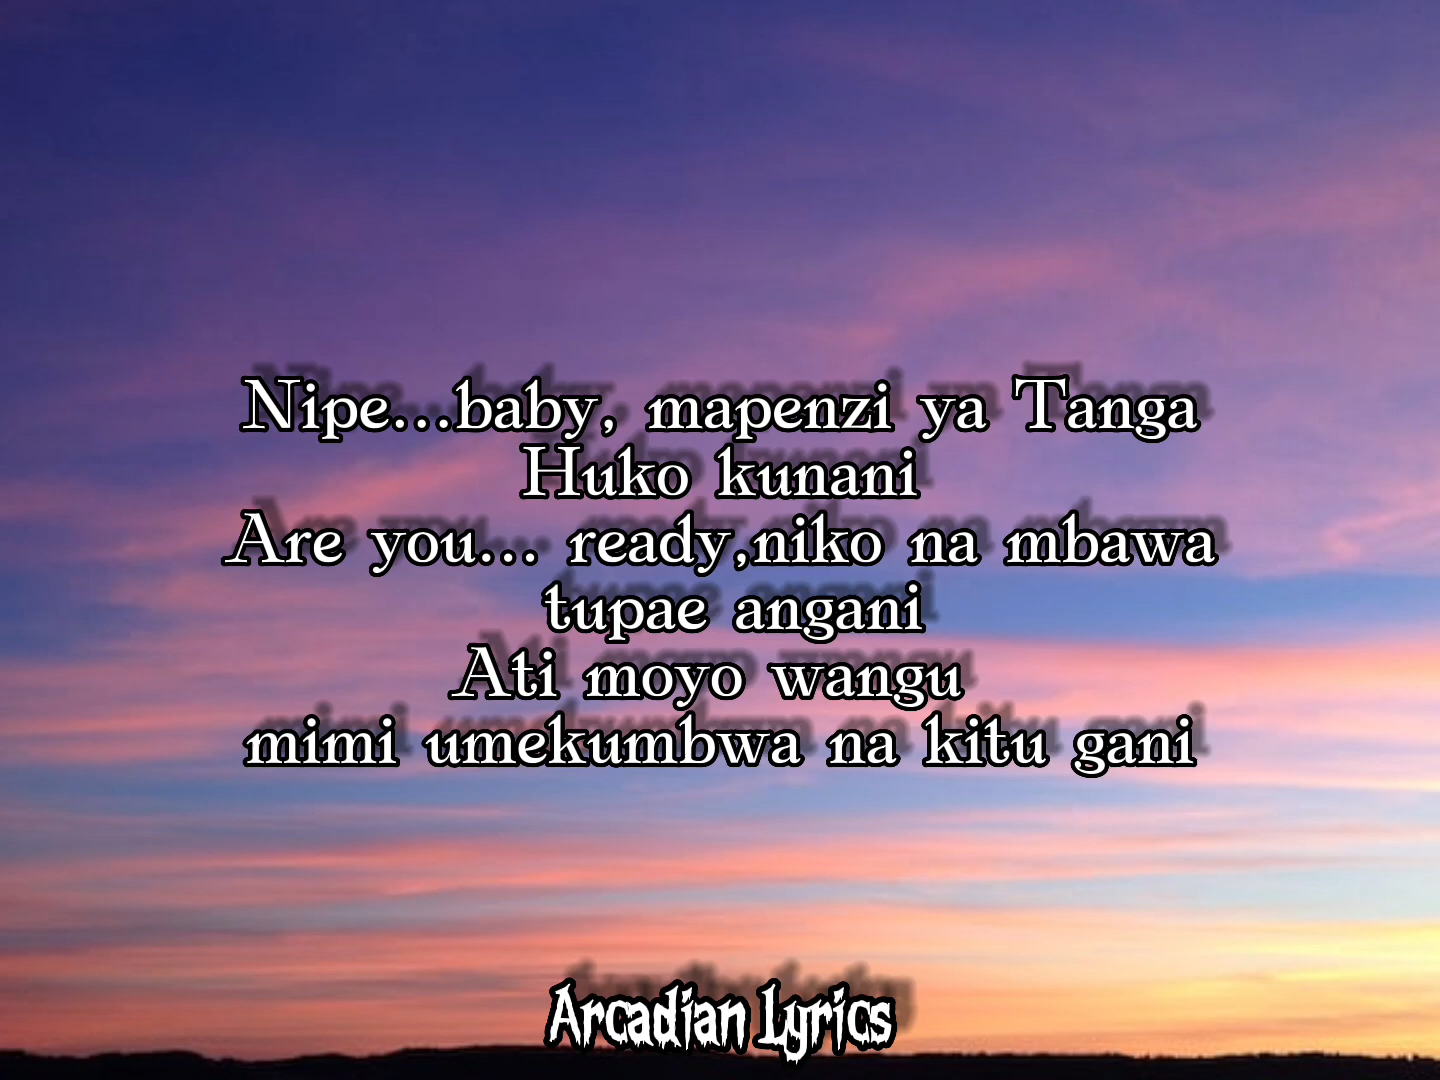 Nipe...baby, mapenzi ya Tanga
Huko kunani
Are you... ready,niko na mbawa
tupae angani
Ati moyo wangu
mimi umekumbwa na kitu gani
Arcadian Lyrics